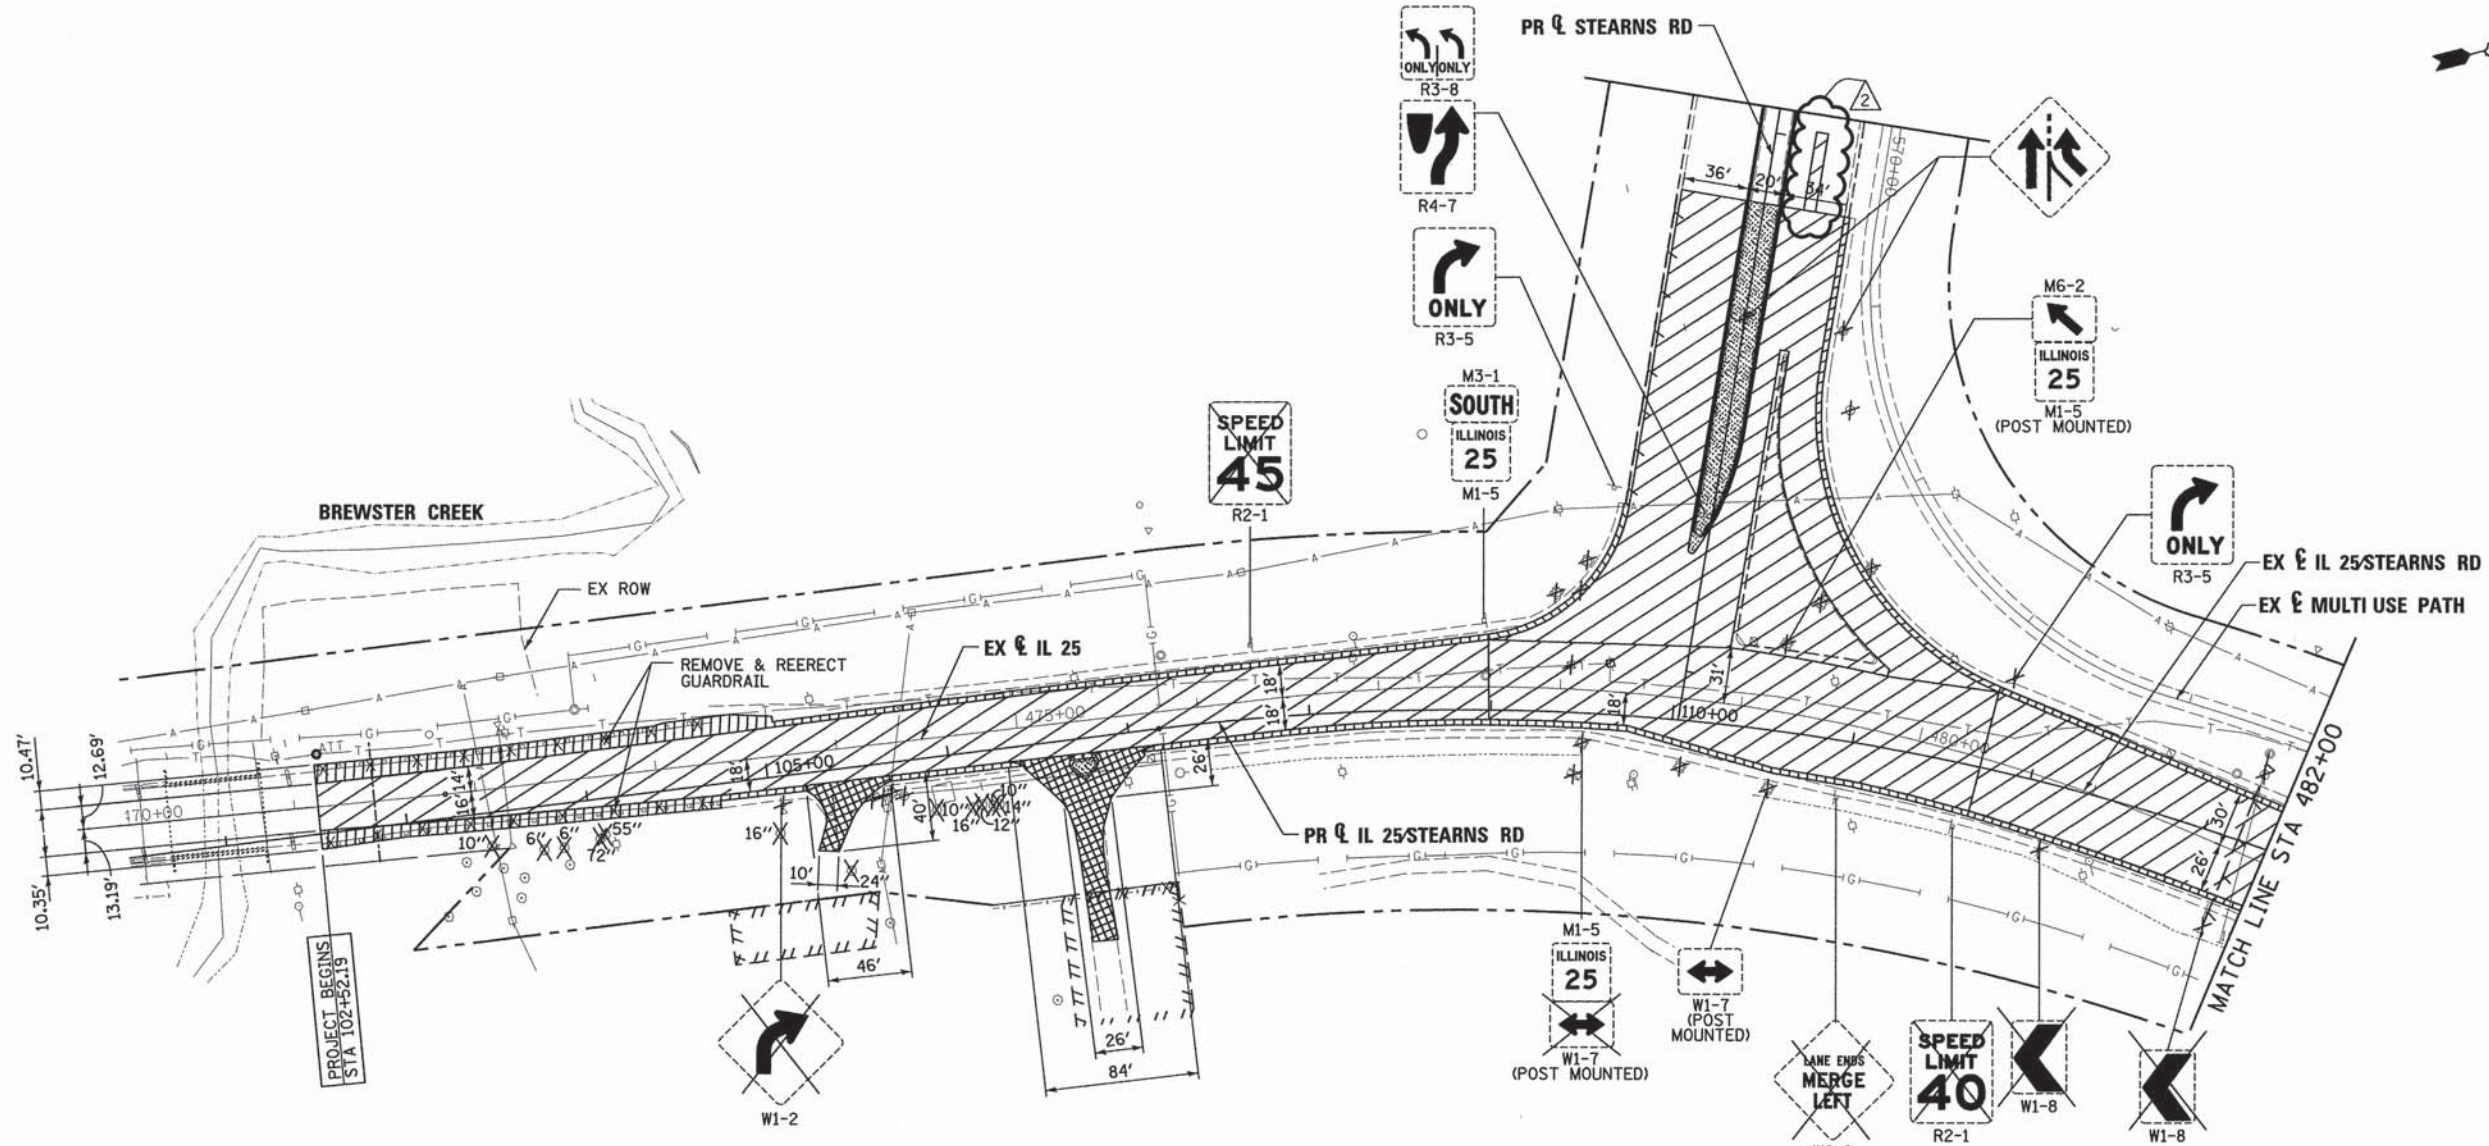 ONLY ONLY
R3-8
R4-7
ONLY
R3-5
PR ℄ STEARNS RD
2
570+00
36'
20'
34'
M6-2
ILLINOIS
25
M1-5
(POST MOUNTED)
ONLY
R3-5
EX ℄ IL 25/STEARNS RD
EX ℄ MULTI USE PATH
SPEED
LIMIT
45
R2-1
M3-1
SOUTH
ILLINOIS
25
M1-5
BREWSTER CREEK
EX ROW
REMOVE & REERECT
GUARDRAIL
EX ℄ IL 25
ATT
10.47'
12.69'
170+00
10.35'
13.19'
16'
14'
18'
105+00
475+00
18'
18'
18'
31'
110+00
480+00
30'
26'
MATCH LINE STA 482+00
26'
40'
10"
6"
6"
55"
72"
16"
10"
16"
10"
14"
12"
24"
10'
46'
26'
84'
PR ℄ IL 25/STEARNS RD
PROJECT BEGINS
STA 102+52.19
W1-2
M1-5
ILLINOIS
25
W1-7
(POST MOUNTED)
W1-7
(POST
MOUNTED)
LANE ENDS
MERGE
LEFT
SPEED
LIMIT
40
R2-1
W1-8
W1-8